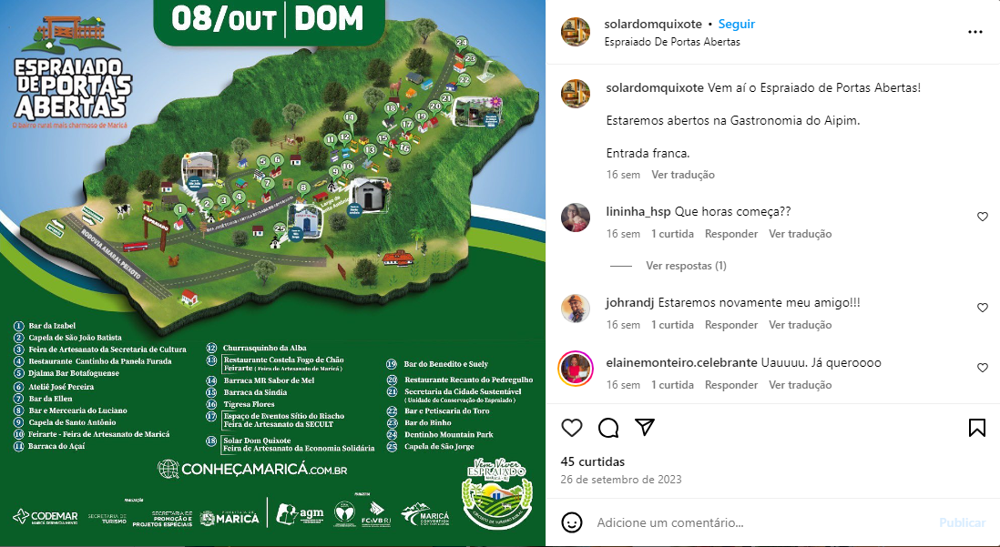 08/OUT | DOM
ESPRAIADO
DE PORTAS
ABERTAS
O bairro rural mais charmoso de Maricá
ESPRAIADO
RODOVIA AMARAL PEIXOTO
1 Bar da Izabel
2 Capela de São João Batista
3 Feira de Artesanato da Secretaria de Cultura
4 Restaurante Cantinho da Panela Furada
5 Djalma Bar Botafoguense
6 Ateliê José Pereira
7 Bar da Ellen
8 Bar e Mercearia do Luciano
9 Capela de Santo Antônio
10 Feirarte - Feira de Artesanato de Maricá
11 Barraca do Açaí
12 Churrasquinho da Alba
13 Restaurante Costela Fogo de Chão
Feirarte ( Feira de Artesanato de Maricá )
14 Barraca MR Sabor de Mel
15 Barraca da Sindia
16 Tigresa Flores
17 Espaço de Eventos Sítio do Riacho
Feira de Artesanato da SECULT
18 Solar Dom Quixote
Feira de Artesanato da Economia Solidária
19 Bar do Benedito e Suely
20 Restaurante Recanto do Pedregulho
21 Secretaria da Cidade Sustentável
( Unidade de Conservação do Espraiado )
22 Bar e Petiscaria do Toro
23 Bar do Binho
24 Dentinho Mountain Park
25 Capela de São Jorge
CONHEÇAMARICÁ.COM.BR
Vem Viver
ESPRAIADO
CODEMAR
SECRETARIA DE
TURISMO
SECRETARIA DE
PROMOÇÃO E
PROJETOS ESPECIAIS
PREFEITURA DE
MARICÁ
agm
FC&VB RJ
MARICÁ
CONVENTION
solardomquixote • Seguir
Espraiado De Portas Abertas
solardomquixote Vem aí o Espraiado de Portas Abertas!
Estaremos abertos na Gastronomia do Aipim.
Entrada franca.
16 sem Ver tradução
lininha_hsp Que horas começa??
16 sem 1 curtida Responder Ver tradução
Ver respostas (1)
johrandj Estaremos novamente meu amigo!!!
16 sem 1 curtida Responder Ver tradução
elainemonteiro.celebrante Uauuuu. Já queroooo
16 sem 1 curtida Responder Ver tradução
45 curtidas
26 de setembro de 2023
Adicione um comentário...
Publicar